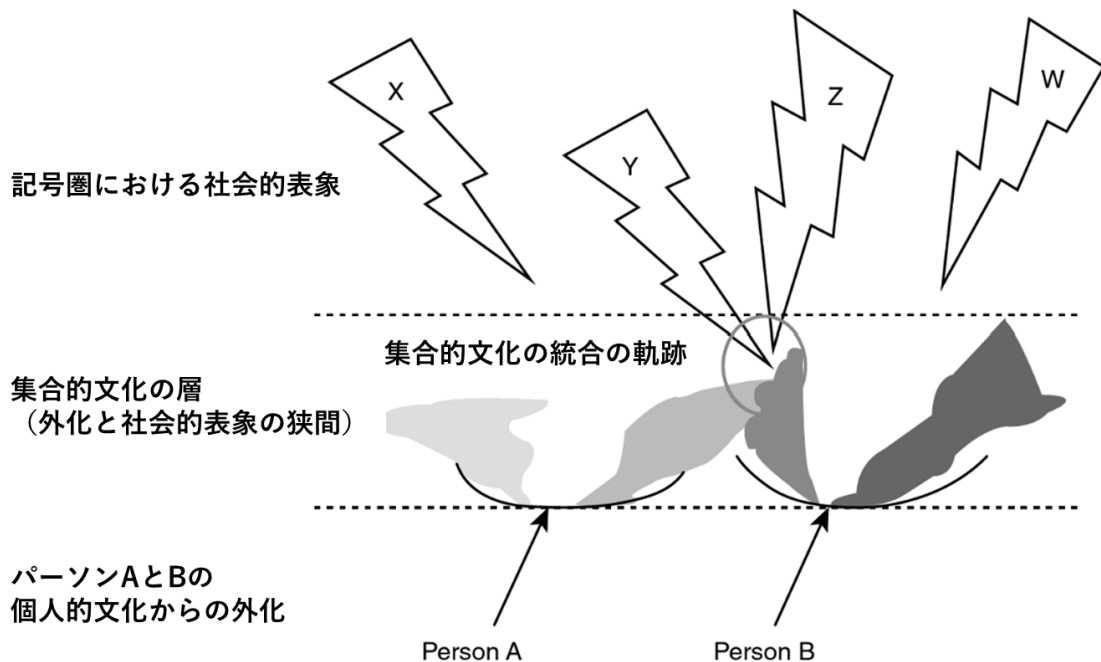 X
Y
Z
W
記号圏における社会的表象
集合的文化の統合の軌跡
集合的文化の層
（外化と社会的表象の狭間）
パーソンAとBの
個人的文化からの外化
Person A
Person B